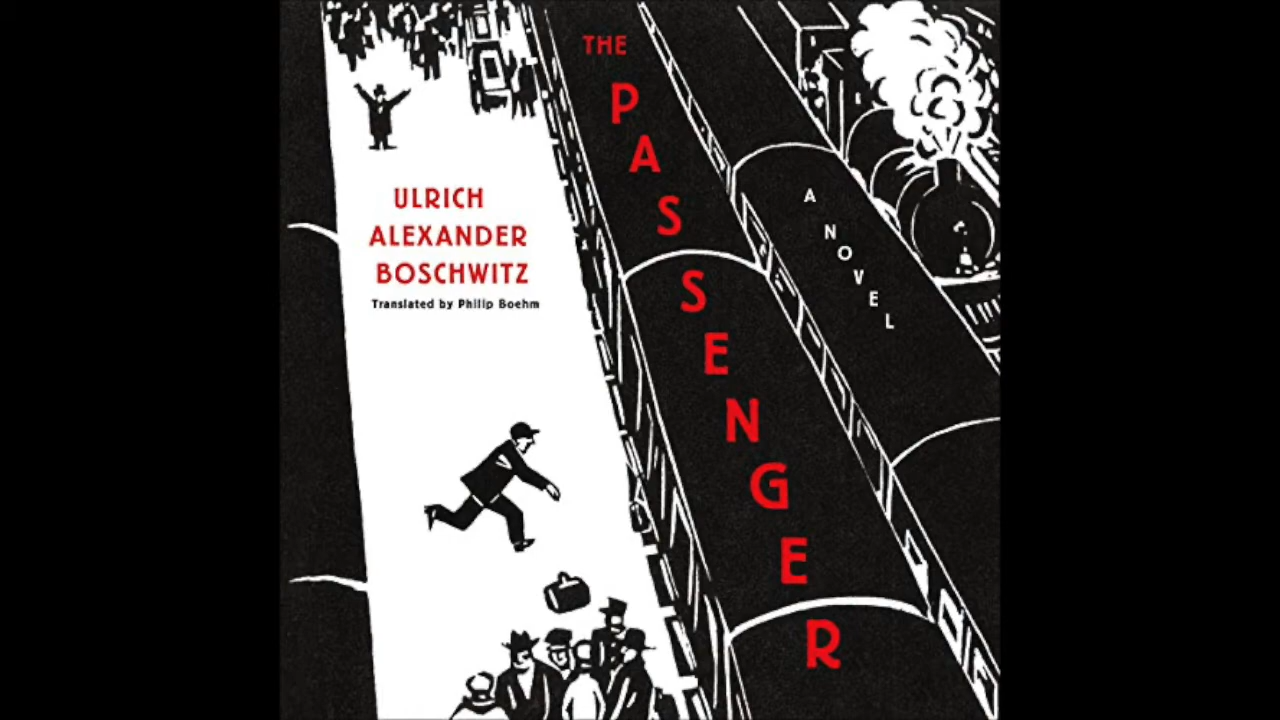 THE
PASSENGER
A NOVEL
ULRICH
ALEXANDER
BOSCHWITZ
Translated by Philip Boehm